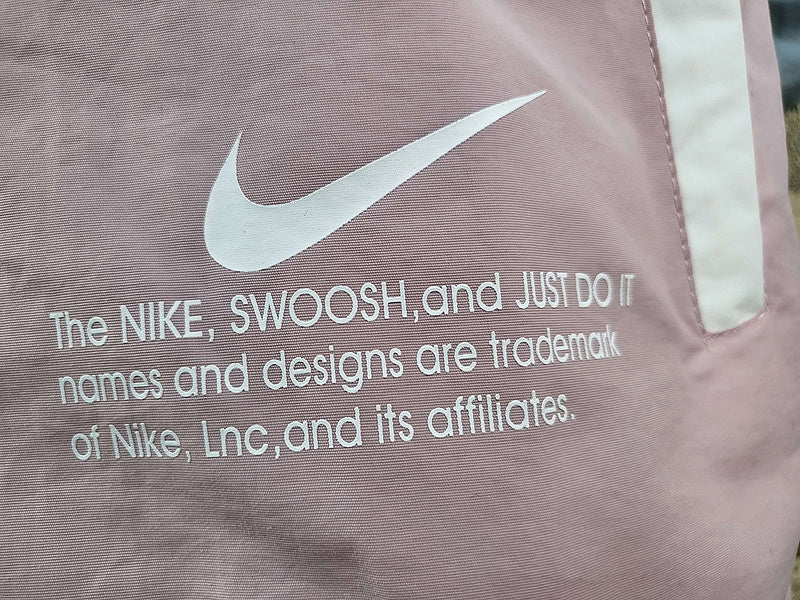 The NIKE, SWOOSH,and JUST DO IT
names and designs are trademark
of Nike, Lnc,and its affiliates.